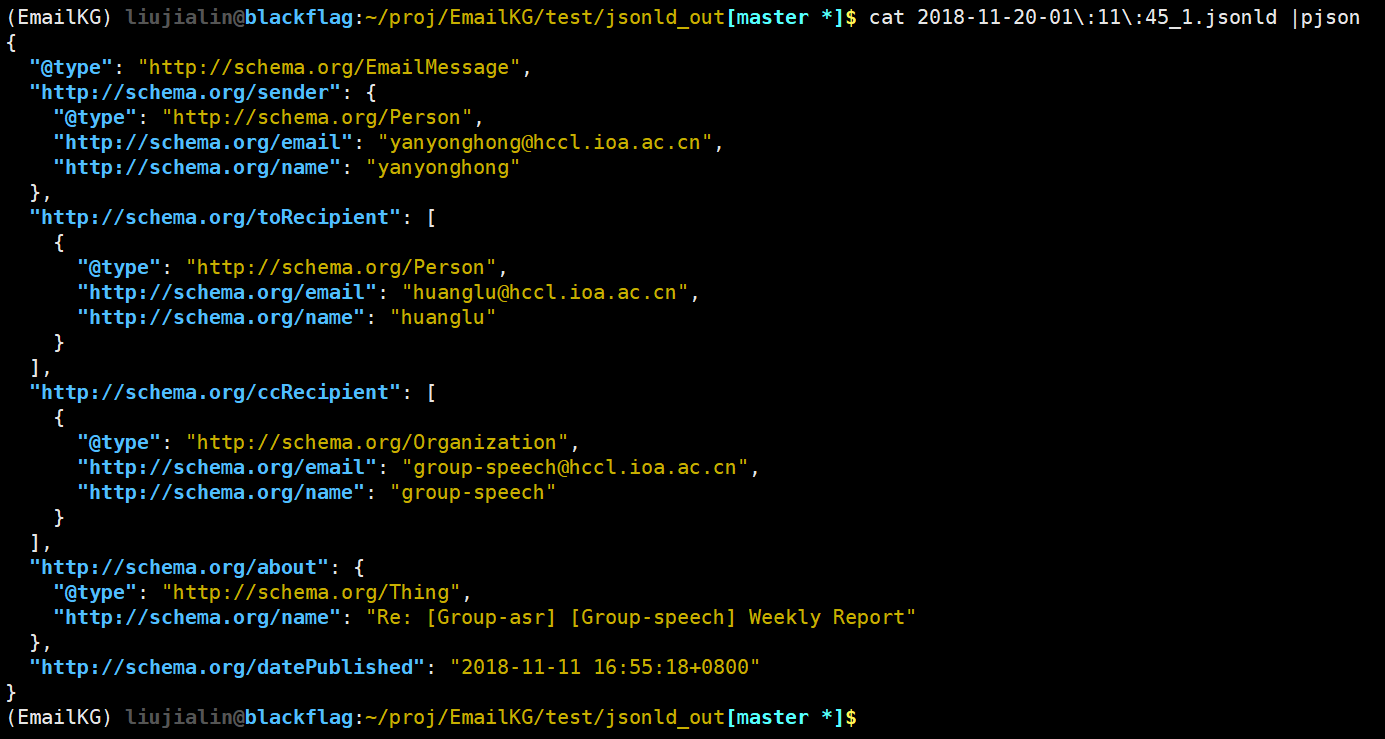 (EmailKG) liujialin@blackflag:~/proj/EmailKG/test/jsonld_out[master *]$ cat 2018-11-20-01\:11\:45_1.jsonld |pjson
{
  "@type": "http://schema.org/EmailMessage",
  "http://schema.org/sender": {
    "@type": "http://schema.org/Person",
    "http://schema.org/email": "yanyonghong@hccl.ioa.ac.cn",
    "http://schema.org/name": "yanyonghong"
  },
  "http://schema.org/toRecipient": [
    {
      "@type": "http://schema.org/Person",
      "http://schema.org/email": "huanglu@hccl.ioa.ac.cn",
      "http://schema.org/name": "huanglu"
    }
  ],
  "http://schema.org/ccRecipient": [
    {
      "@type": "http://schema.org/Organization",
      "http://schema.org/email": "group-speech@hccl.ioa.ac.cn",
      "http://schema.org/name": "group-speech"
    }
  ],
  "http://schema.org/about": {
    "@type": "http://schema.org/Thing",
    "http://schema.org/name": "Re: [Group-asr] [Group-speech] Weekly Report"
  },
  "http://schema.org/datePublished": "2018-11-11 16:55:18+0800"
}
(EmailKG) liujialin@blackflag:~/proj/EmailKG/test/jsonld_out[master *]$